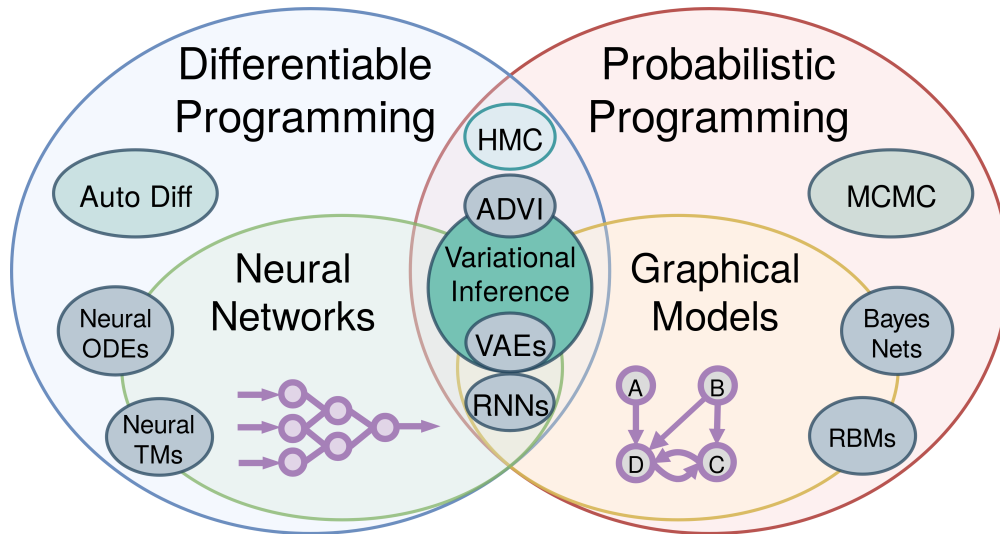 Differentiable
Programming
Probabilistic
Programming
HMC
Auto Diff
ADVI
MCMC
Variational
Inference
Neural
Networks
Graphical
Models
Neural
ODEs
VAEs
Bayes
Nets
A
B
RNNs
Neural
TMs
RBMs
D
C